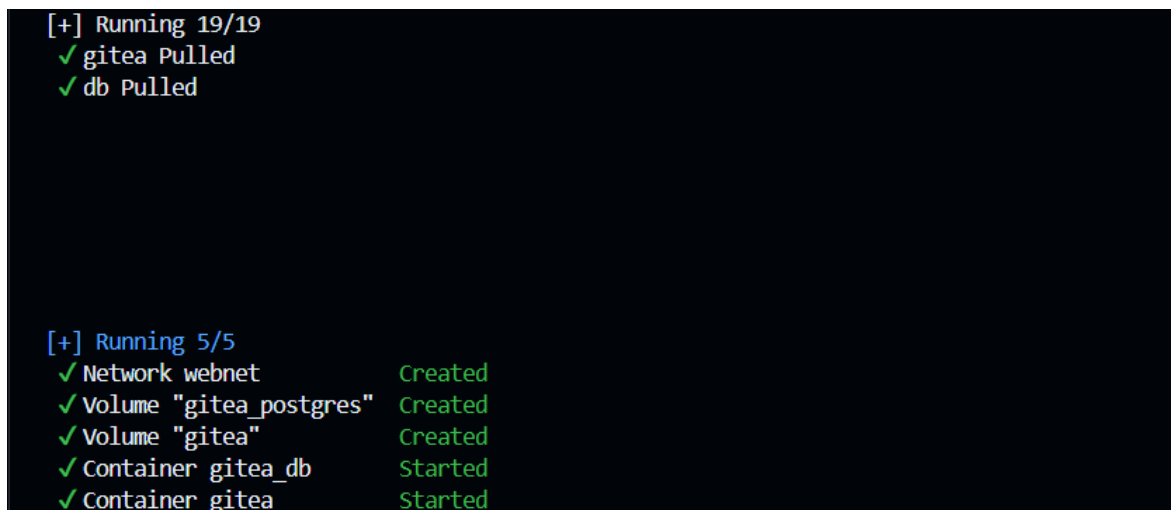 [+] Running 19/19
✓ gitea Pulled
✓ db Pulled
[+] Running 5/5
✓ Network webnet Created
✓ Volume "gitea_postgres" Created
✓ Volume "gitea" Created
✓ Container gitea_db Started
✓ Container gitea Started